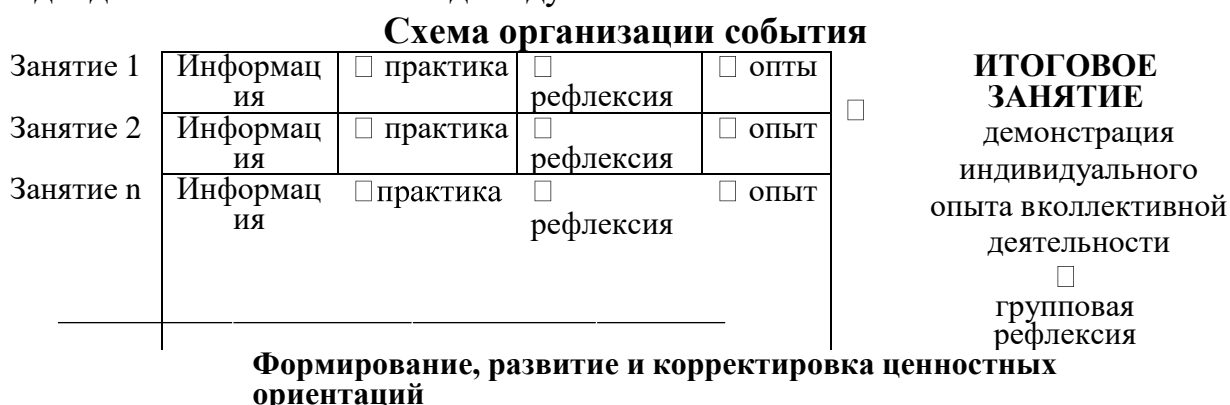 Схема организации события
Занятие 1 Информац □ практика □ □ опты
ия рефлексия
Занятие 2 Информац □ практика □ □ опыт
ия рефлексия
Занятие n Информац □практика □ □ опыт
ия рефлексия
□
ИТОГОВОЕ
ЗАНЯТИЕ
демонстрация
индивидуального
опыта вколлективной
деятельности
□
групповая
рефлексия
Формирование, развитие и корректировка ценностных
ориентаций